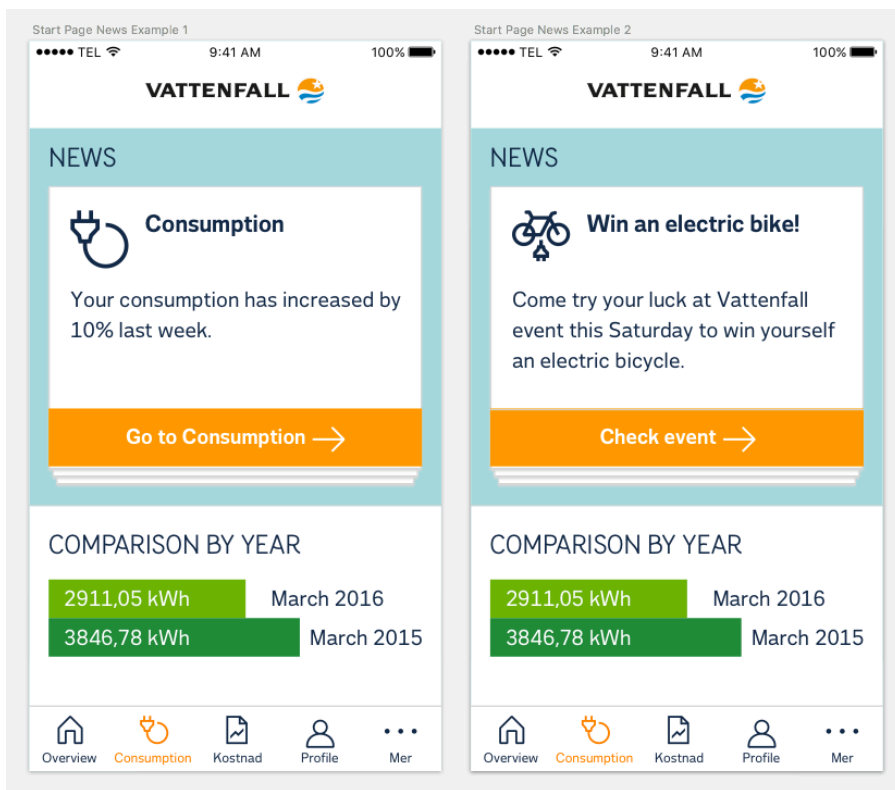 Start Page News Example 1
TEL 9:41 AM 100%
VATTENFALL
NEWS
Consumption
Your consumption has increased by
10% last week.
Go to Consumption
COMPARISON BY YEAR
2911,05 kWh March 2016
3846,78 kWh March 2015
Overview Consumption Kostnad Profile Mer
Start Page News Example 2
TEL 9:41 AM 100%
VATTENFALL
NEWS
Win an electric bike!
Come try your luck at Vattenfall
event this Saturday to win yourself
an electric bicycle.
Check event
COMPARISON BY YEAR
2911,05 kWh March 2016
3846,78 kWh March 2015
Overview Consumption Kostnad Profile Mer